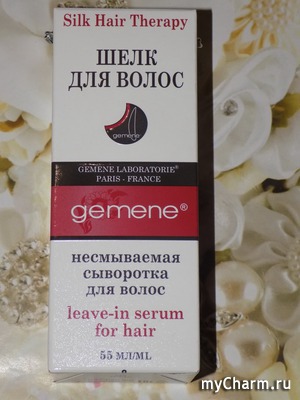 Silk Hair Therapy
ШЕЛК
ДЛЯ ВОЛОС
gemene
GEMENE LABORATORIE®
PARIS - FRANCE
gemene®
несмываемая
сыворотка
для волос
leave-in serum
for hair
55 МЛ/ML
myCharm.ru